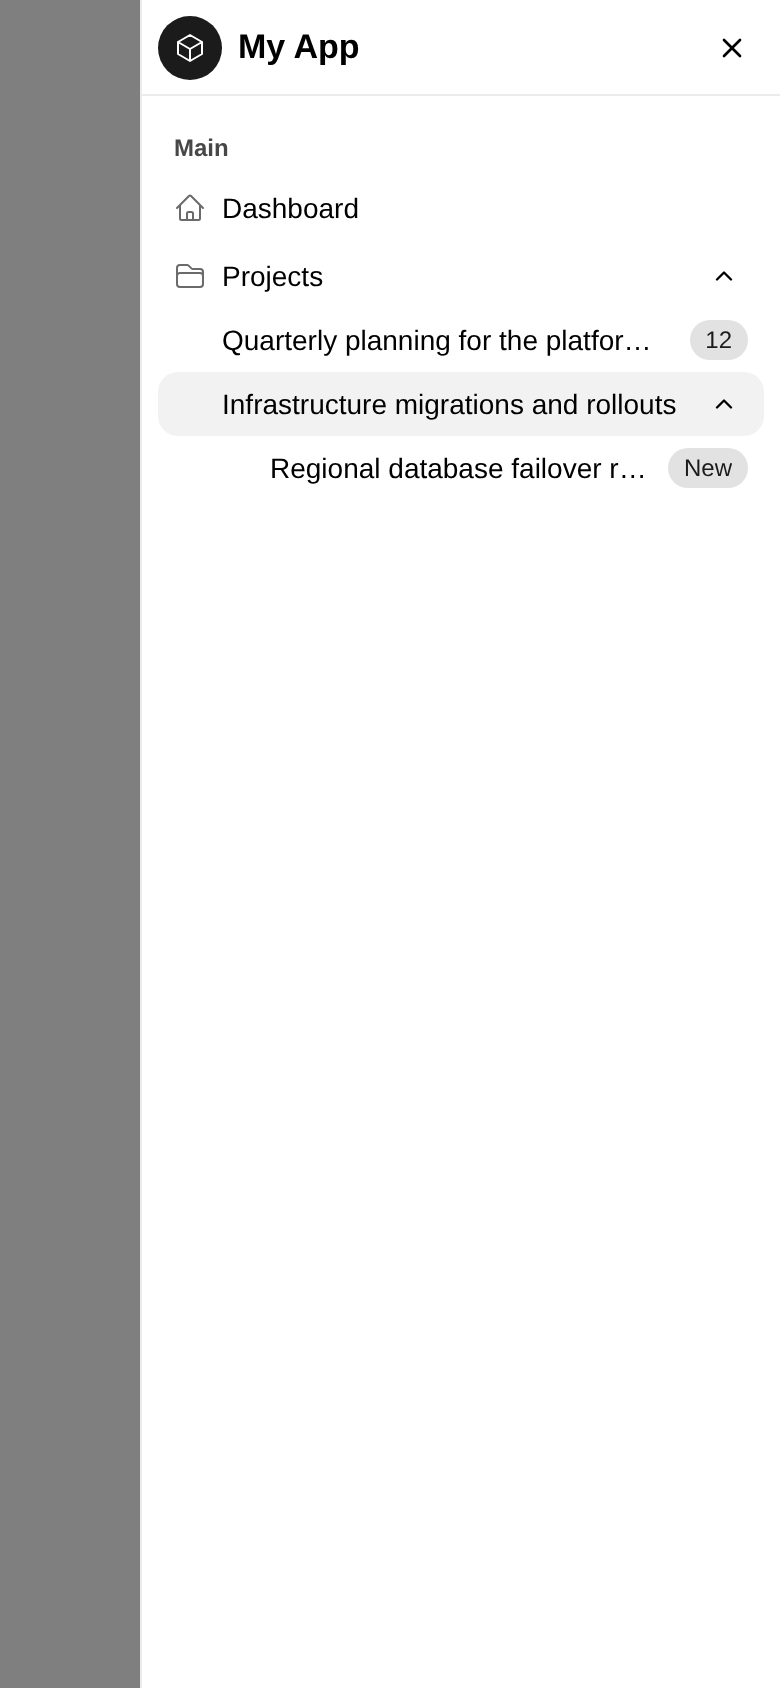 My App
Main
Dashboard
Projects
Quarterly planning for the platfor… 12
Infrastructure migrations and rollouts
Regional database failover r… New